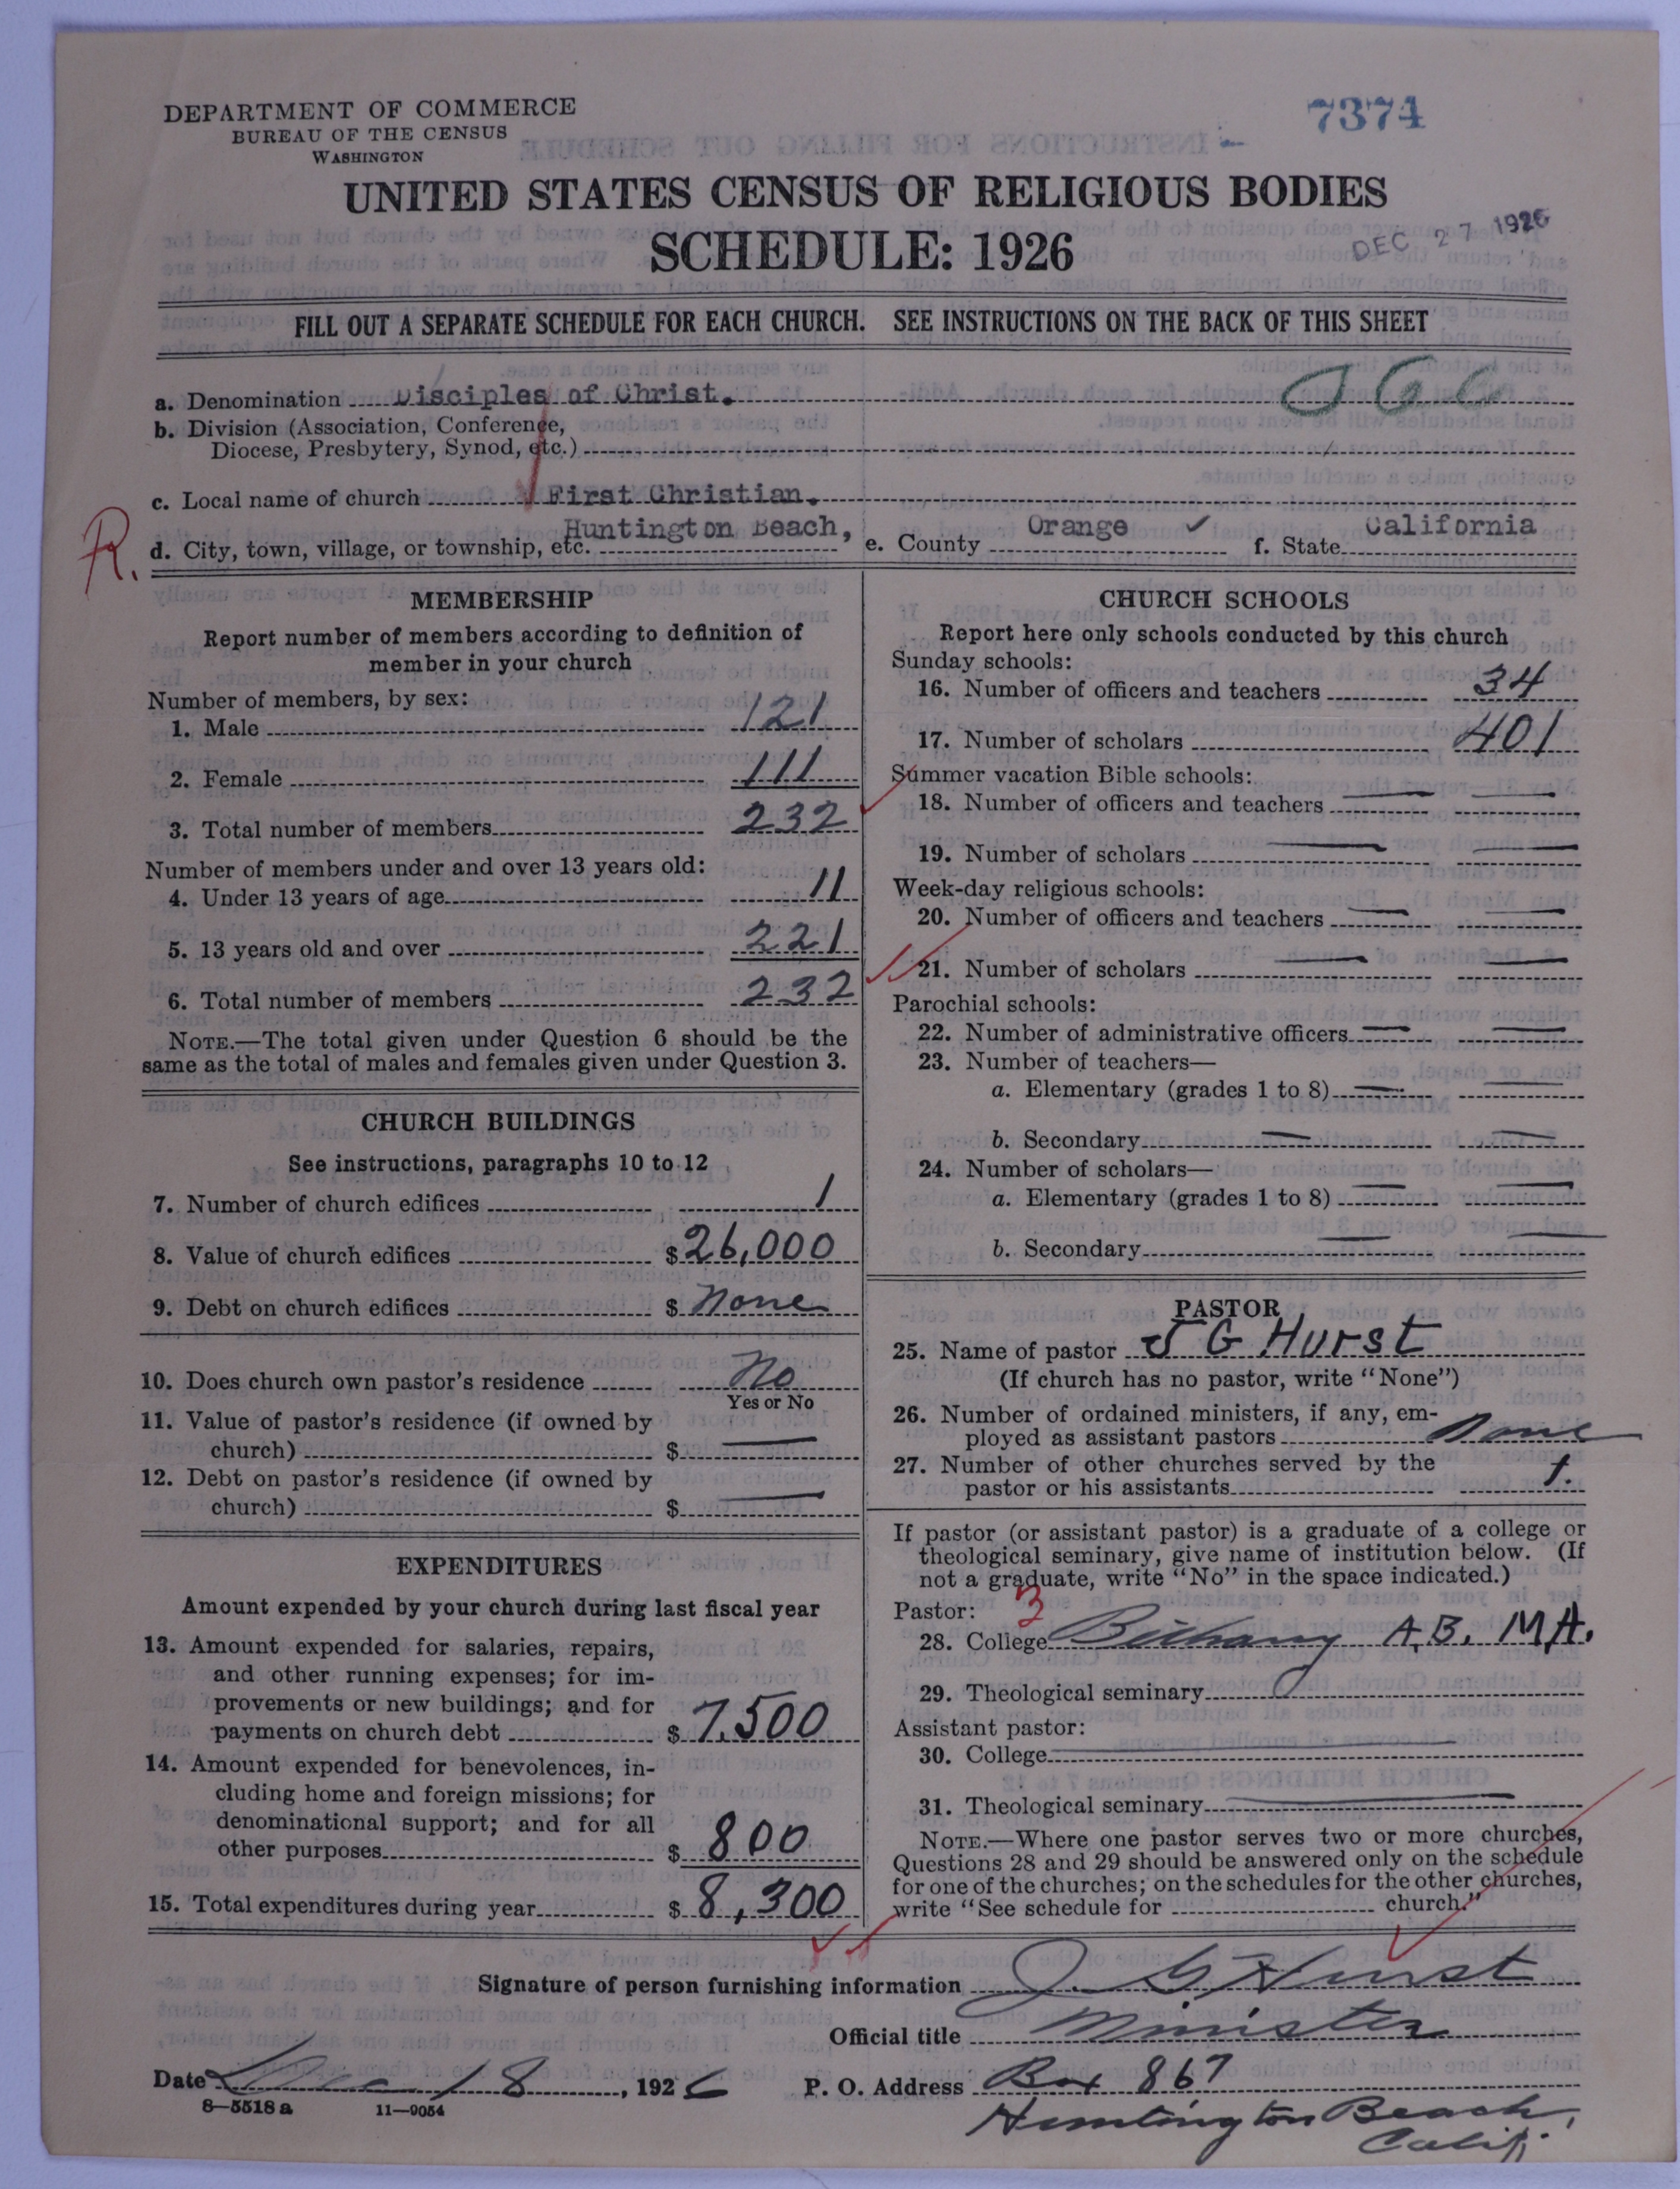 DEPARTMENT OF COMMERCE
BUREAU OF THE CENSUS
WASHINGTON
7374
UNITED STATES CENSUS OF RELIGIOUS BODIES
SCHEDULE: 1926
DEC 27 1926
FILL OUT A SEPARATE SCHEDULE FOR EACH CHURCH. SEE INSTRUCTIONS ON THE BACK OF THIS SHEET
a. Denomination Disciples of Christ.
b. Division (Association, Conference,
Diocese, Presbytery, Synod, etc.)
c. Local name of church First Christian.
R.
d. City, town, village, or township, etc. Huntington Beach, e. County Orange ✓ f. State California
MEMBERSHIP
Report number of members according to definition of
member in your church
Number of members, by sex:
1. Male 121
2. Female 111
3. Total number of members 232
Number of members under and over 13 years old:
4. Under 13 years of age 11
5. 13 years old and over 221
6. Total number of members 232
NOTE.—The total given under Question 6 should be the
same as the total of males and females given under Question 3.
CHURCH BUILDINGS
See instructions, paragraphs 10 to 12
7. Number of church edifices 1
8. Value of church edifices $ 26,000
9. Debt on church edifices $ None
10. Does church own pastor's residence No
Yes or No
11. Value of pastor's residence (if owned by
church) $ —
12. Debt on pastor's residence (if owned by
church) $ —
EXPENDITURES
Amount expended by your church during last fiscal year
13. Amount expended for salaries, repairs,
and other running expenses; for im-
provements or new buildings; and for
payments on church debt $ 7,500
14. Amount expended for benevolences, in-
cluding home and foreign missions; for
denominational support; and for all
other purposes $ 800
15. Total expenditures during year $ 8,300
CHURCH SCHOOLS
Report here only schools conducted by this church
Sunday schools:
16. Number of officers and teachers 34
17. Number of scholars 401
Summer vacation Bible schools:
18. Number of officers and teachers — —
19. Number of scholars — —
Week-day religious schools:
20. Number of officers and teachers — —
21. Number of scholars — —
Parochial schools:
22. Number of administrative officers — —
23. Number of teachers—
a. Elementary (grades 1 to 8) — —
b. Secondary — —
24. Number of scholars—
a. Elementary (grades 1 to 8) — —
b. Secondary — —
PASTOR
25. Name of pastor J G Hurst
(If church has no pastor, write "None")
26. Number of ordained ministers, if any, em-
ployed as assistant pastors None
27. Number of other churches served by the
pastor or his assistants 1.
If pastor (or assistant pastor) is a graduate of a college or
theological seminary, give name of institution below. (If
not a graduate, write "No" in the space indicated.)
Pastor: 3
28. College Bethany A.B. MA.
29. Theological seminary
Assistant pastor:
30. College —
31. Theological seminary —
NOTE.—Where one pastor serves two or more churches,
Questions 28 and 29 should be answered only on the schedule
for one of the churches; on the schedules for the other churches,
write "See schedule for church."
Signature of person furnishing information J. G Hurst
Official title Minister
Date Dec 18, 1926
P. O. Address Box 867
Huntington Beach,
Calif.
8—5518 a 11—9054